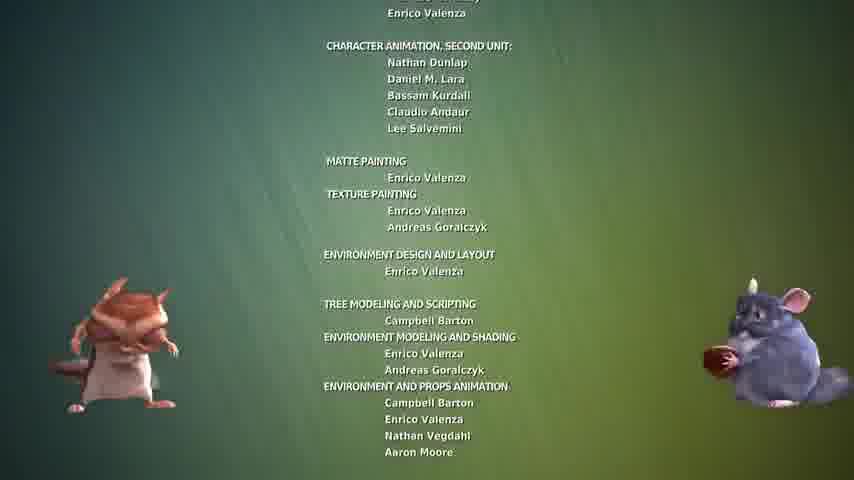 Enrico Valenza
CHARACTER ANIMATION, SECOND UNIT:
Nathan Dunlap
Daniel M. Lara
Bassam Kurdali
Claudio Andaur
Lee Salvemini
MATTE PAINTING
Enrico Valenza
TEXTURE PAINTING
Enrico Valenza
Andreas Goralczyk
ENVIRONMENT DESIGN AND LAYOUT
Enrico Valenza
TREE MODELING AND SCRIPTING
Campbell Barton
ENVIRONMENT MODELING AND SHADING
Enrico Valenza
Andreas Goralczyk
ENVIRONMENT AND PROPS ANIMATION
Campbell Barton
Enrico Valenza
Nathan Vegdahl
Aaron Moore